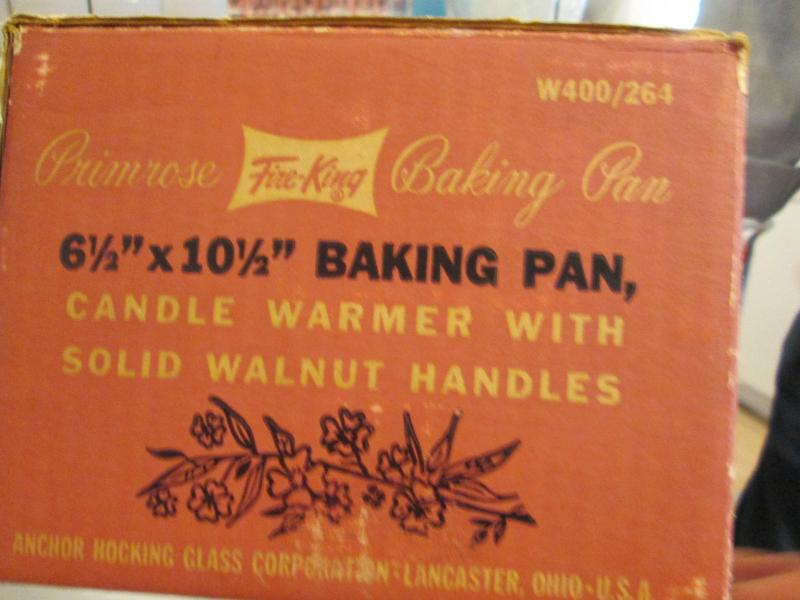 W400/264
Primrose Fire-King ® Baking Pan
6½" x 10½" BAKING PAN,
CANDLE WARMER WITH
SOLID WALNUT HANDLES
ANCHOR HOCKING GLASS CORPORATION-LANCASTER, OHIO-U.S.A.